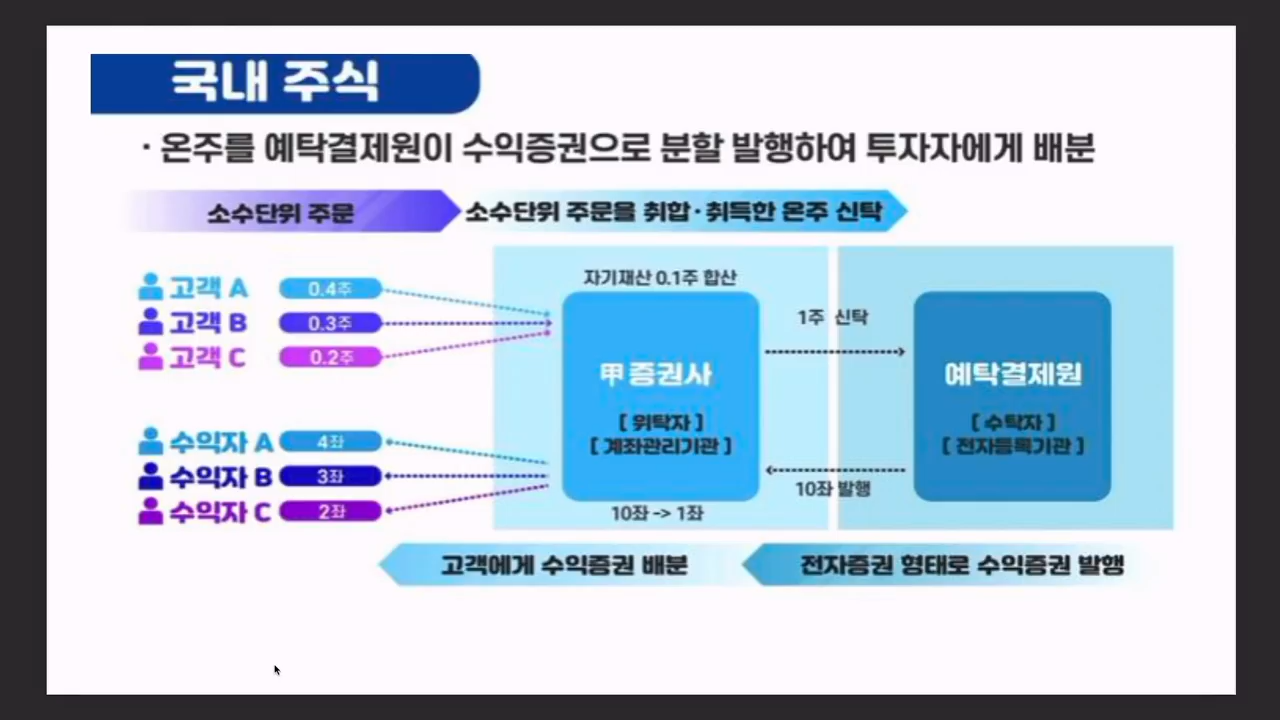 국내 주식
· 온주를 예탁결제원이 수익증권으로 분할 발행하여 투자자에게 배분
소수단위 주문
소수단위 주문을 취합·취득한 온주 신탁
자기재산 0.1주 합산
고객 A 0.4주
고객 B 0.3주
고객 C 0.2주
1주 신탁
甲증권사
[ 위탁자 ]
[ 계좌관리기관 ]
예탁결제원
[ 수탁자 ]
[ 전자등록기관 ]
수익자 A 4좌
수익자 B 3좌
수익자 C 2좌
10좌 발행
10좌 -> 1좌
고객에게 수익증권 배분
전자증권 형태로 수익증권 발행